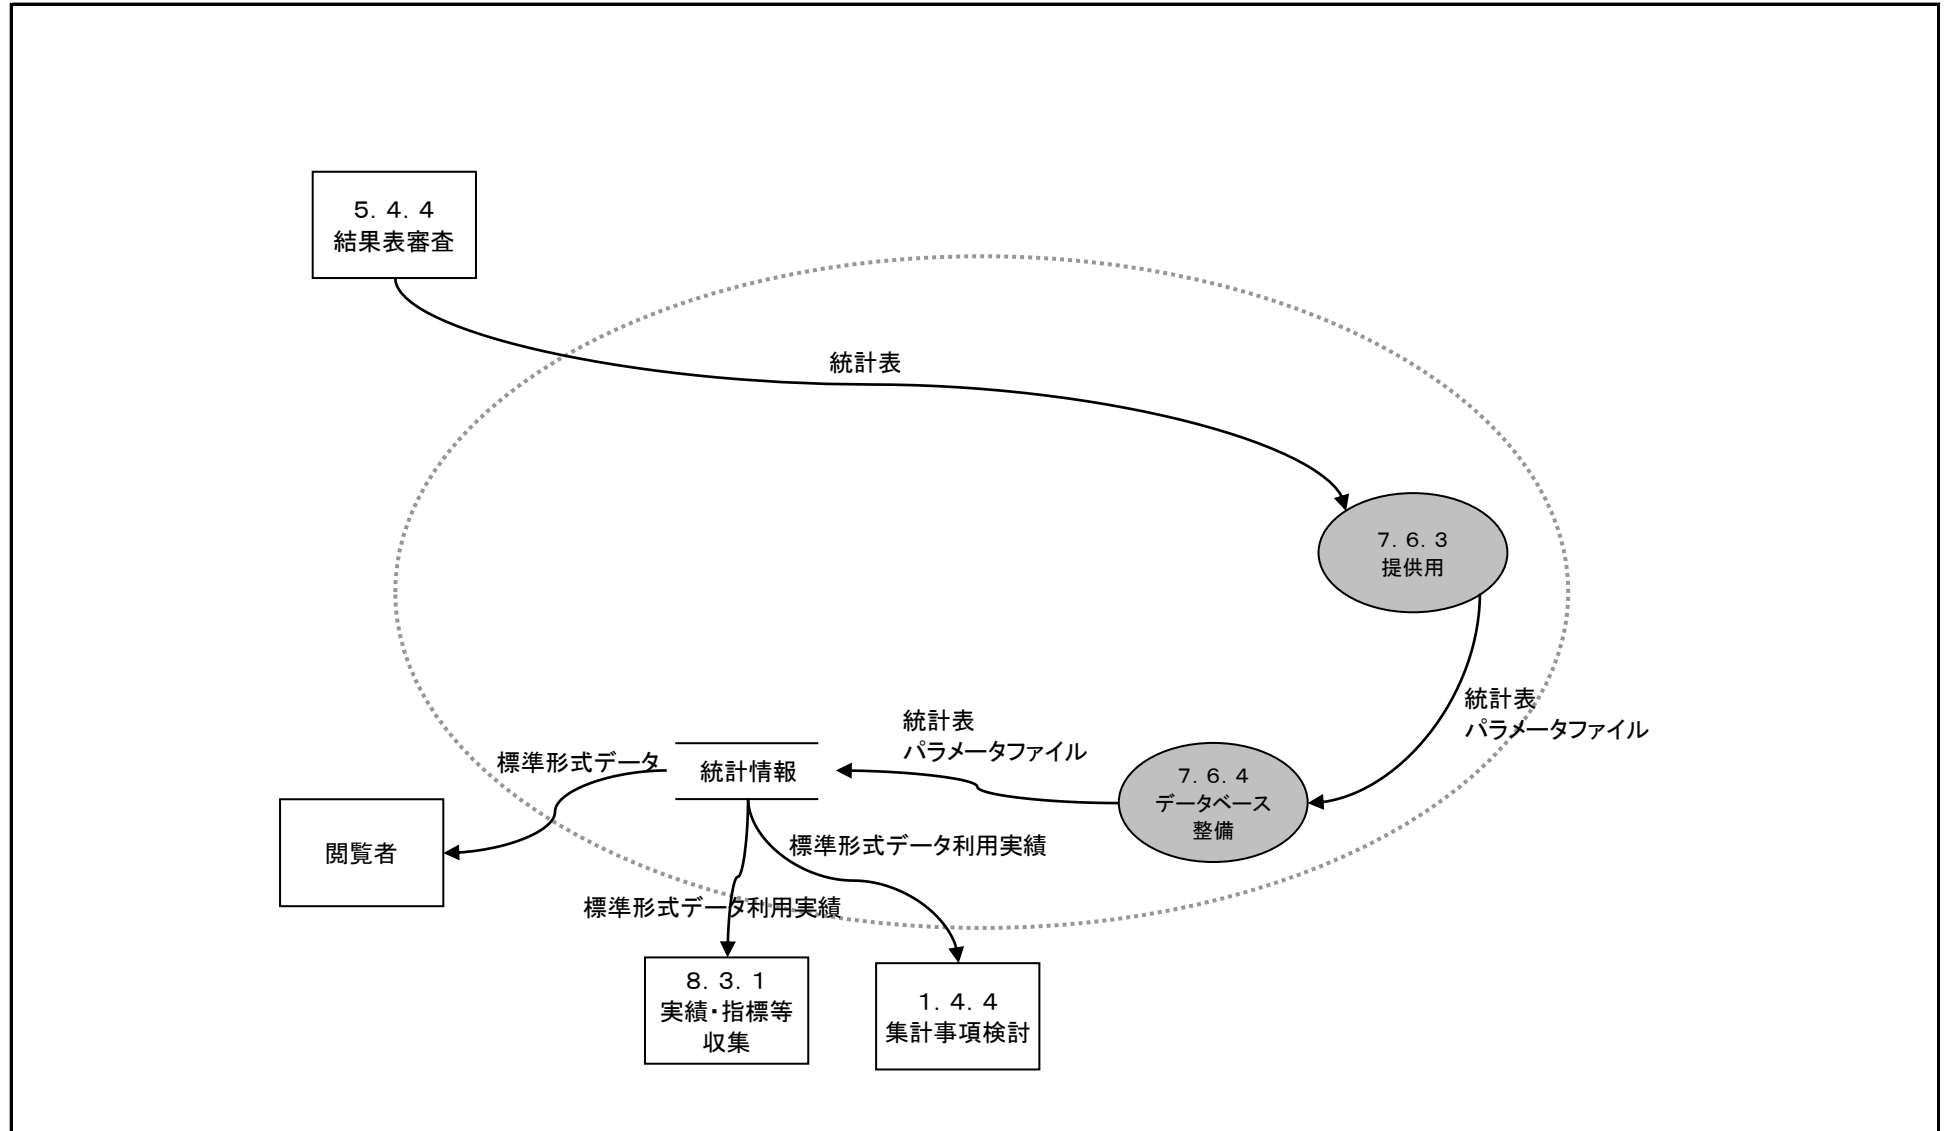 ５．４．４
結果表審査
統計表
７．６．３
提供用
統計表
パラメータファイル
統計表
パラメータファイル
７．６．４
データベース
整備
標準形式データ
統計情報
閲覧者
標準形式データ利用実績
標準形式データ利用実績
８．３．１
実績・指標等
収集
１．４．４
集計事項検討